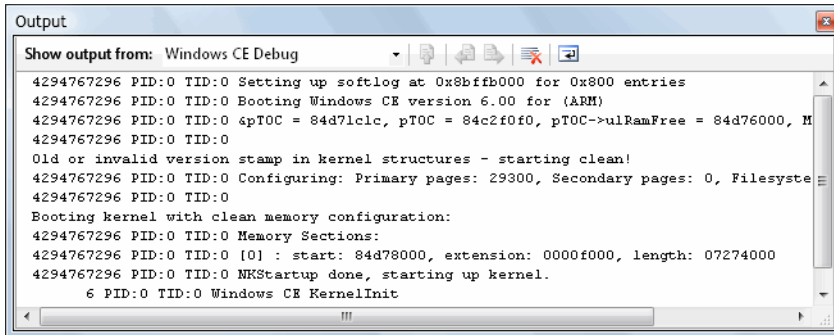 Output
Show output from: Windows CE Debug
4294767296 PID:0 TID:0 Setting up softlog at 0x8bffb000 for 0x800 entries
4294767296 PID:0 TID:0 Booting Windows CE version 6.00 for (ARM)
4294767296 PID:0 TID:0 &pTOC = 84d71c1c, pTOC = 84c2f0f0, pTOC->ulRamFree = 84d76000, M
4294767296 PID:0 TID:0
Old or invalid version stamp in kernel structures - starting clean!
4294767296 PID:0 TID:0 Configuring: Primary pages: 29300, Secondary pages: 0, Filesyste
4294767296 PID:0 TID:0
Booting kernel with clean memory configuration:
4294767296 PID:0 TID:0 Memory Sections:
4294767296 PID:0 TID:0 [0] : start: 84d78000, extension: 0000f000, length: 07274000
4294767296 PID:0 TID:0 NKStartup done, starting up kernel.
6 PID:0 TID:0 Windows CE KernelInit